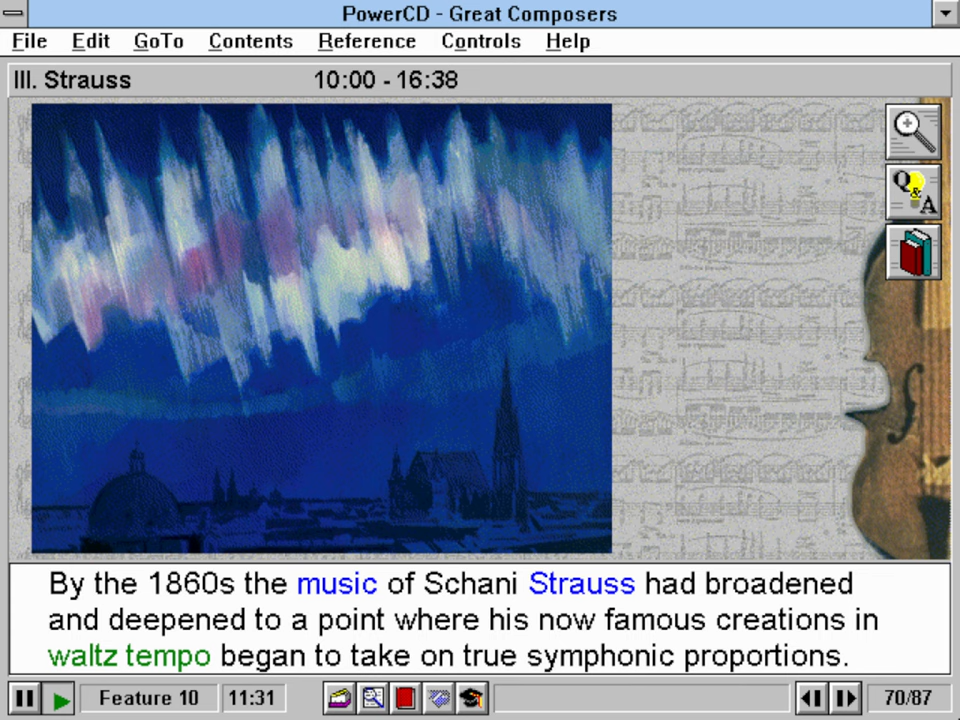 PowerCD - Great Composers
File Edit GoTo Contents Reference Controls Help
III. Strauss 10:00 - 16:38
Q & A
By the 1860s the music of Schani Strauss had broadened
and deepened to a point where his now famous creations in
waltz tempo began to take on true symphonic proportions.
Feature 10 11:31 70/87